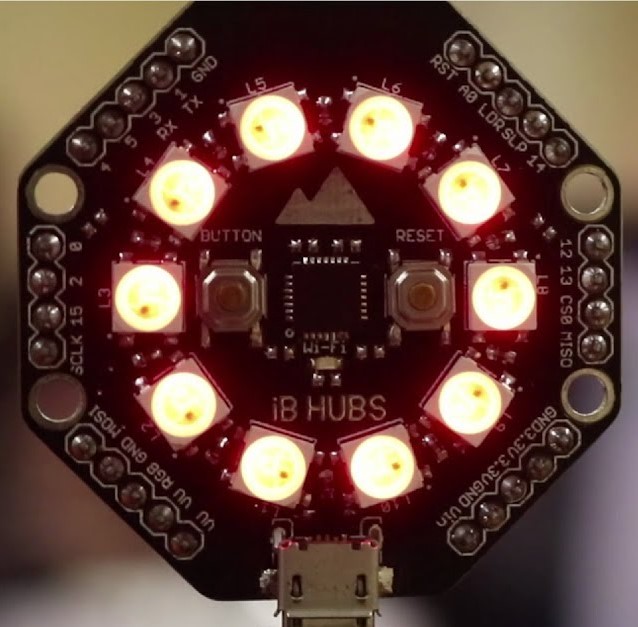 GND
1
TX
3
RX
5
4
RST
A0
LDR
SLP
14
L5
L6
L4
L7
BUTTON
RESET
0
2
15
SCLK
L3
L8
12
13
CS0
MISO
Wi-Fi
iB HUBS
L2
L9
L1
L10
MOSI
GND
RGB
VU
VU
GND
3.3V
3.3V
GND
Vin